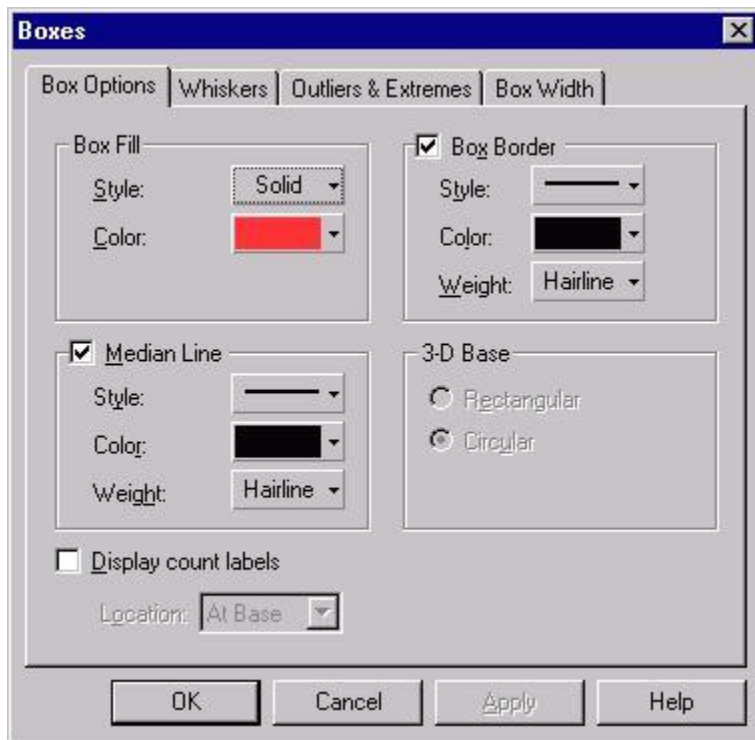 Boxes
Box Options Whiskers Outliers & Extremes Box Width
Box Fill
Style: Solid
Color:
Box Border
Style:
Color:
Weight: Hairline
Median Line
Style:
Color:
Weight: Hairline
3-D Base
Rectangular
Circular
Display count labels
Location: At Base
OK Cancel Apply Help